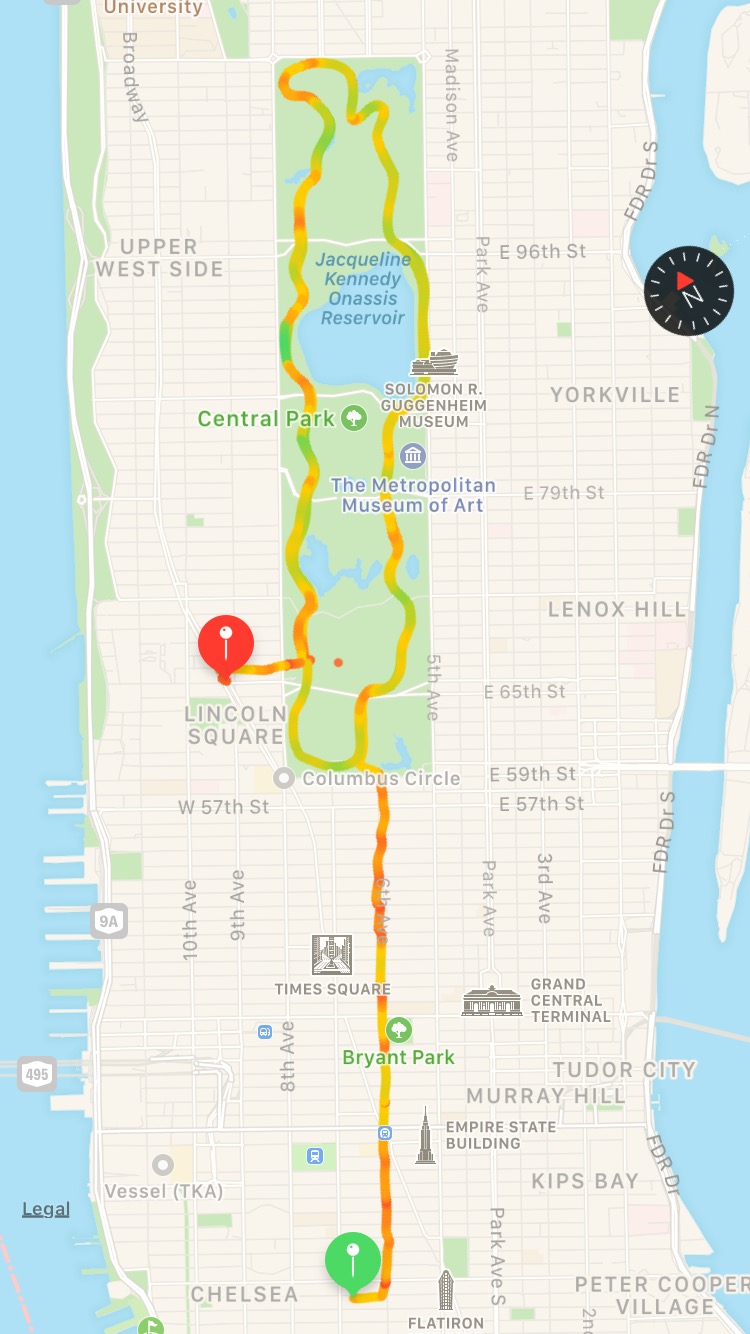 University
Broadway
Madison Ave
FDR Dr S
UPPER
WEST SIDE
Park Ave
E 96th St
Jacqueline
Kennedy
Onassis
Reservoir
N
SOLOMON R.
GUGGENHEIM
MUSEUM
YORKVILLE
Central Park
FDR Dr N
The Metropolitan
Museum of Art
E 79th St
LENOX HILL
5th Ave
E 65th St
LINCOLN
SQUARE
Columbus Circle
E 59th St
W 57th St
E 57th St
FDR Dr S
10th Ave
9th Ave
6th Ave
Park Ave
3rd Ave
9A
TIMES SQUARE
GRAND
CENTRAL
TERMINAL
8th Ave
Bryant Park
495
TUDOR CITY
MURRAY HILL
EMPIRE STATE
BUILDING
FDR Dr
Vessel (TKA)
KIPS BAY
Legal
Park Ave S
CHELSEA
PETER COOPER
VILLAGE
2nd
FLATIRON